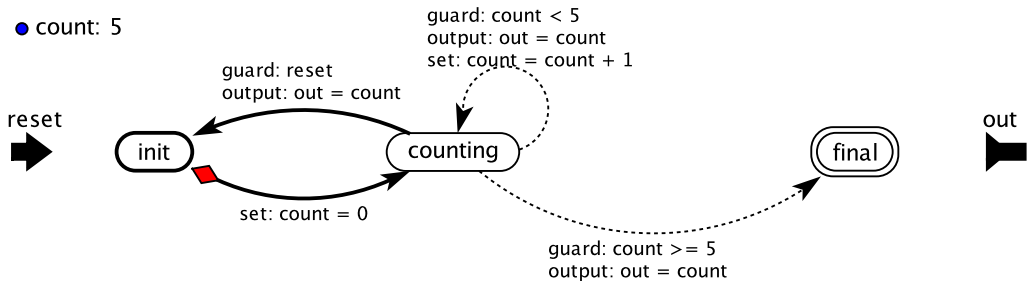 count: 5
guard: count < 5
output: out = count
set: count = count + 1
guard: reset
output: out = count
reset
init
counting
final
out
set: count = 0
guard: count >= 5
output: out = count